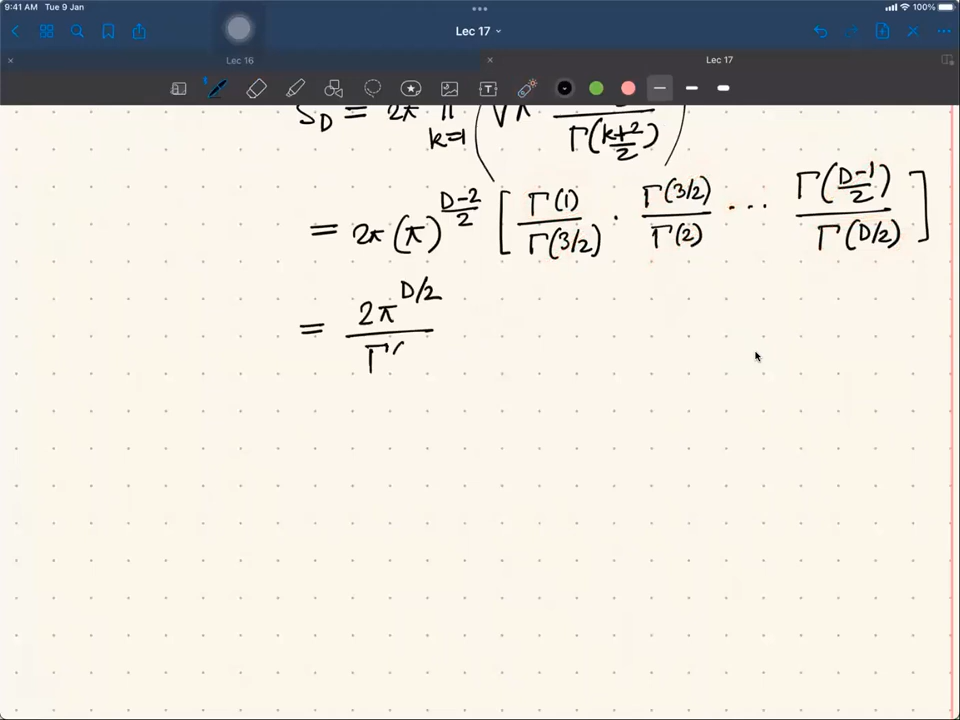 9:41 AM Tue 9 Jan 100%
Lec 17
Lec 16 Lec 17
S_D = 2π π k=1 (√π Γ(k+2/2))
= 2π(π)^{D-2/2} [Γ(1)/Γ(3/2) · Γ(3/2)/Γ(2) ... Γ(D-1/2)/Γ(D/2)]
= 2π^{D/2}/Γ(